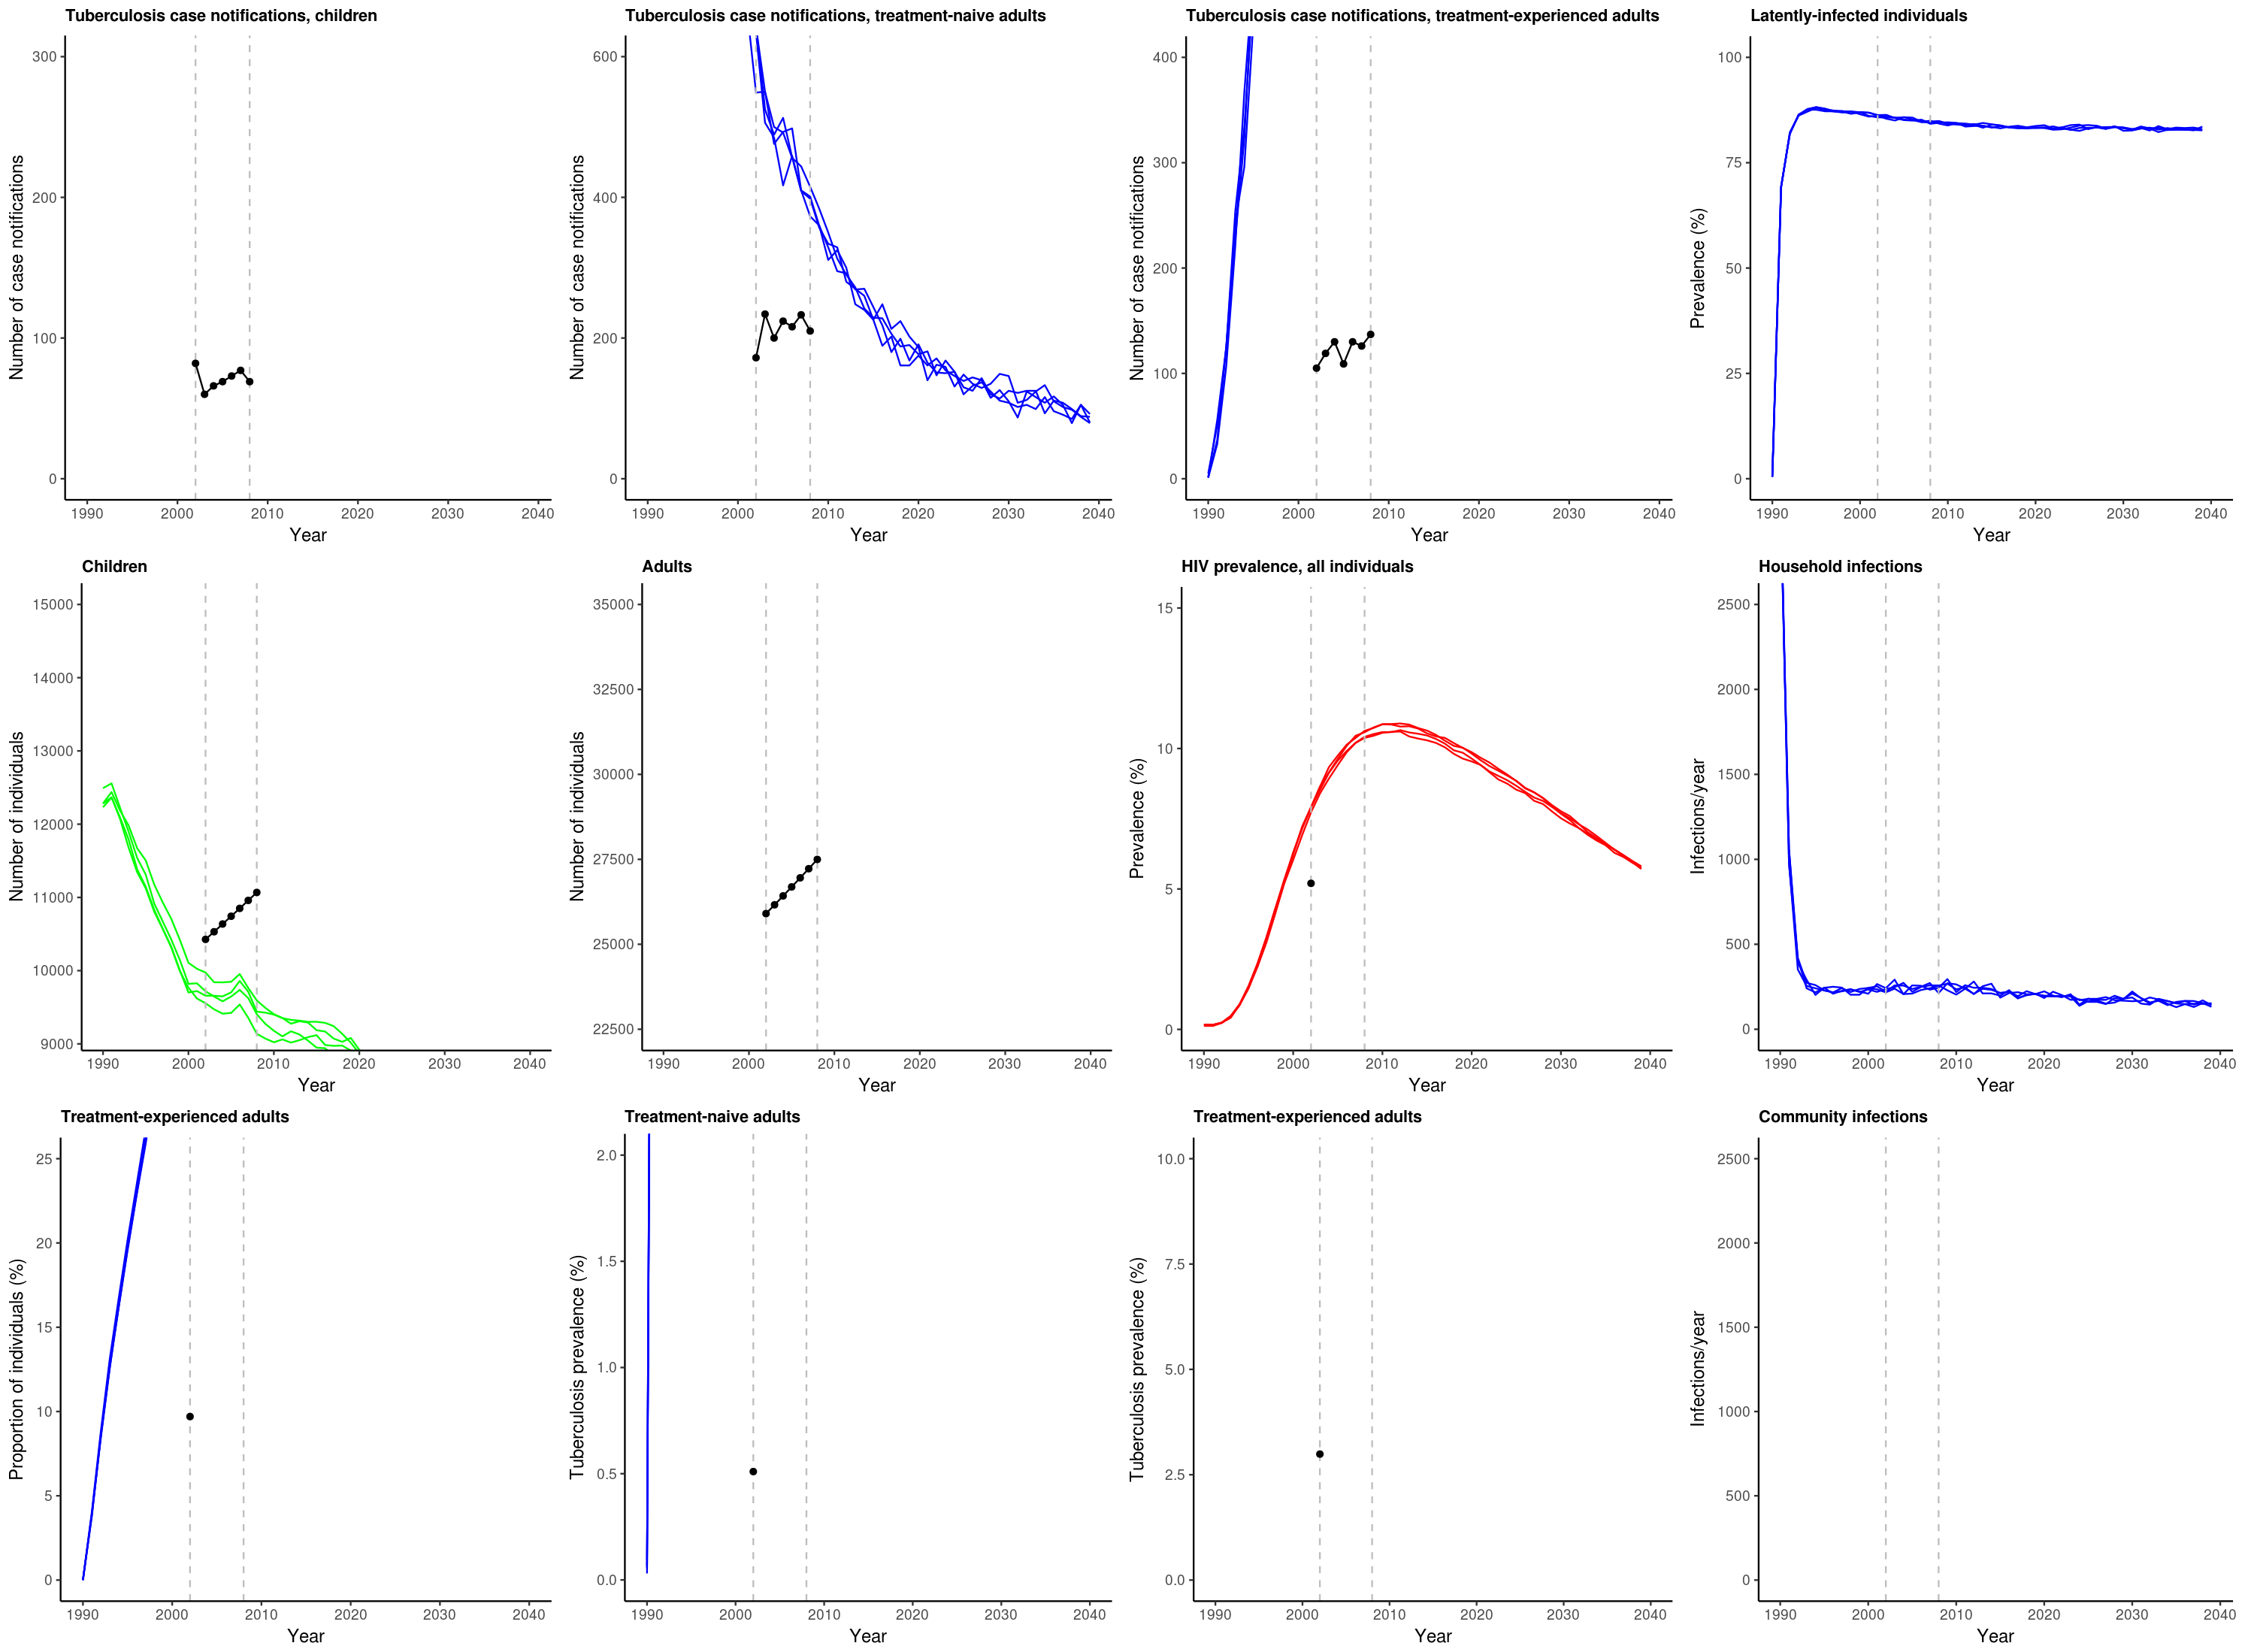 Tuberculosis case notifications, children
Number of case notifications
300
200
100
0
1990 2000 2010 2020 2030 2040
Year
Tuberculosis case notifications, treatment-naive adults
Number of case notifications
600
400
200
0
1990 2000 2010 2020 2030 2040
Year
Tuberculosis case notifications, treatment-experienced adults
Number of case notifications
400
300
200
100
0
1990 2000 2010 2020 2030 2040
Year
Latently-infected individuals
Prevalence (%)
100
75
50
25
0
1990 2000 2010 2020 2030 2040
Year
Children
Number of individuals
15000
14000
13000
12000
11000
10000
9000
1990 2000 2010 2020 2030 2040
Year
Adults
Number of individuals
35000
32500
30000
27500
25000
22500
1990 2000 2010 2020 2030 2040
Year
HIV prevalence, all individuals
Prevalence (%)
15
10
5
0
1990 2000 2010 2020 2030 2040
Year
Household infections
Infections/year
2500
2000
1500
1000
500
0
1990 2000 2010 2020 2030 2040
Year
Treatment-experienced adults
Proportion of individuals (%)
25
20
15
10
5
0
1990 2000 2010 2020 2030 2040
Year
Treatment-naive adults
Tuberculosis prevalence (%)
2.0
1.5
1.0
0.5
0.0
1990 2000 2010 2020 2030 2040
Year
Treatment-experienced adults
Tuberculosis prevalence (%)
10.0
7.5
5.0
2.5
0.0
1990 2000 2010 2020 2030 2040
Year
Community infections
Infections/year
2500
2000
1500
1000
500
0
1990 2000 2010 2020 2030 2040
Year